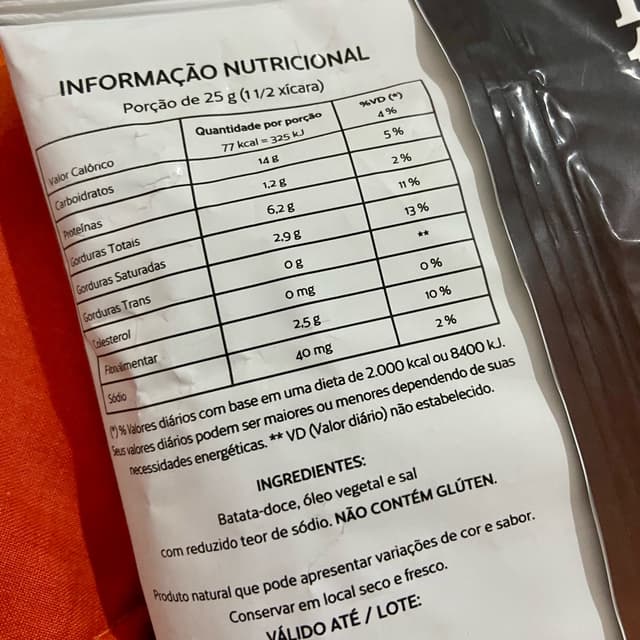 INFORMAÇÃO NUTRICIONAL
Porção de 25 g (1 1/2 xícara)
Quantidade por porção %VD (*)
Valor Calórico 77 kcal = 325 kJ 4%
Carboidratos 14 g 5%
Proteínas 1,2 g 2%
Gorduras Totais 6,2 g 11%
Gorduras Saturadas 2,9 g 13%
Gorduras Trans 0 g **
Colesterol 0 mg 0%
Fibra alimentar 2,5 g 10%
Sódio 40 mg 2%
(*) % Valores diários com base em uma dieta de 2.000 kcal ou 8400 kJ.
Seus valores diários podem ser maiores ou menores dependendo de suas
necessidades energéticas. ** VD (Valor diário) não estabelecido.
INGREDIENTES:
Batata-doce, óleo vegetal e sal
com reduzido teor de sódio. NÃO CONTÉM GLÚTEN.
Produto natural que pode apresentar variações de cor e sabor.
Conservar em local seco e fresco.
VÁLIDO ATÉ / LOTE: